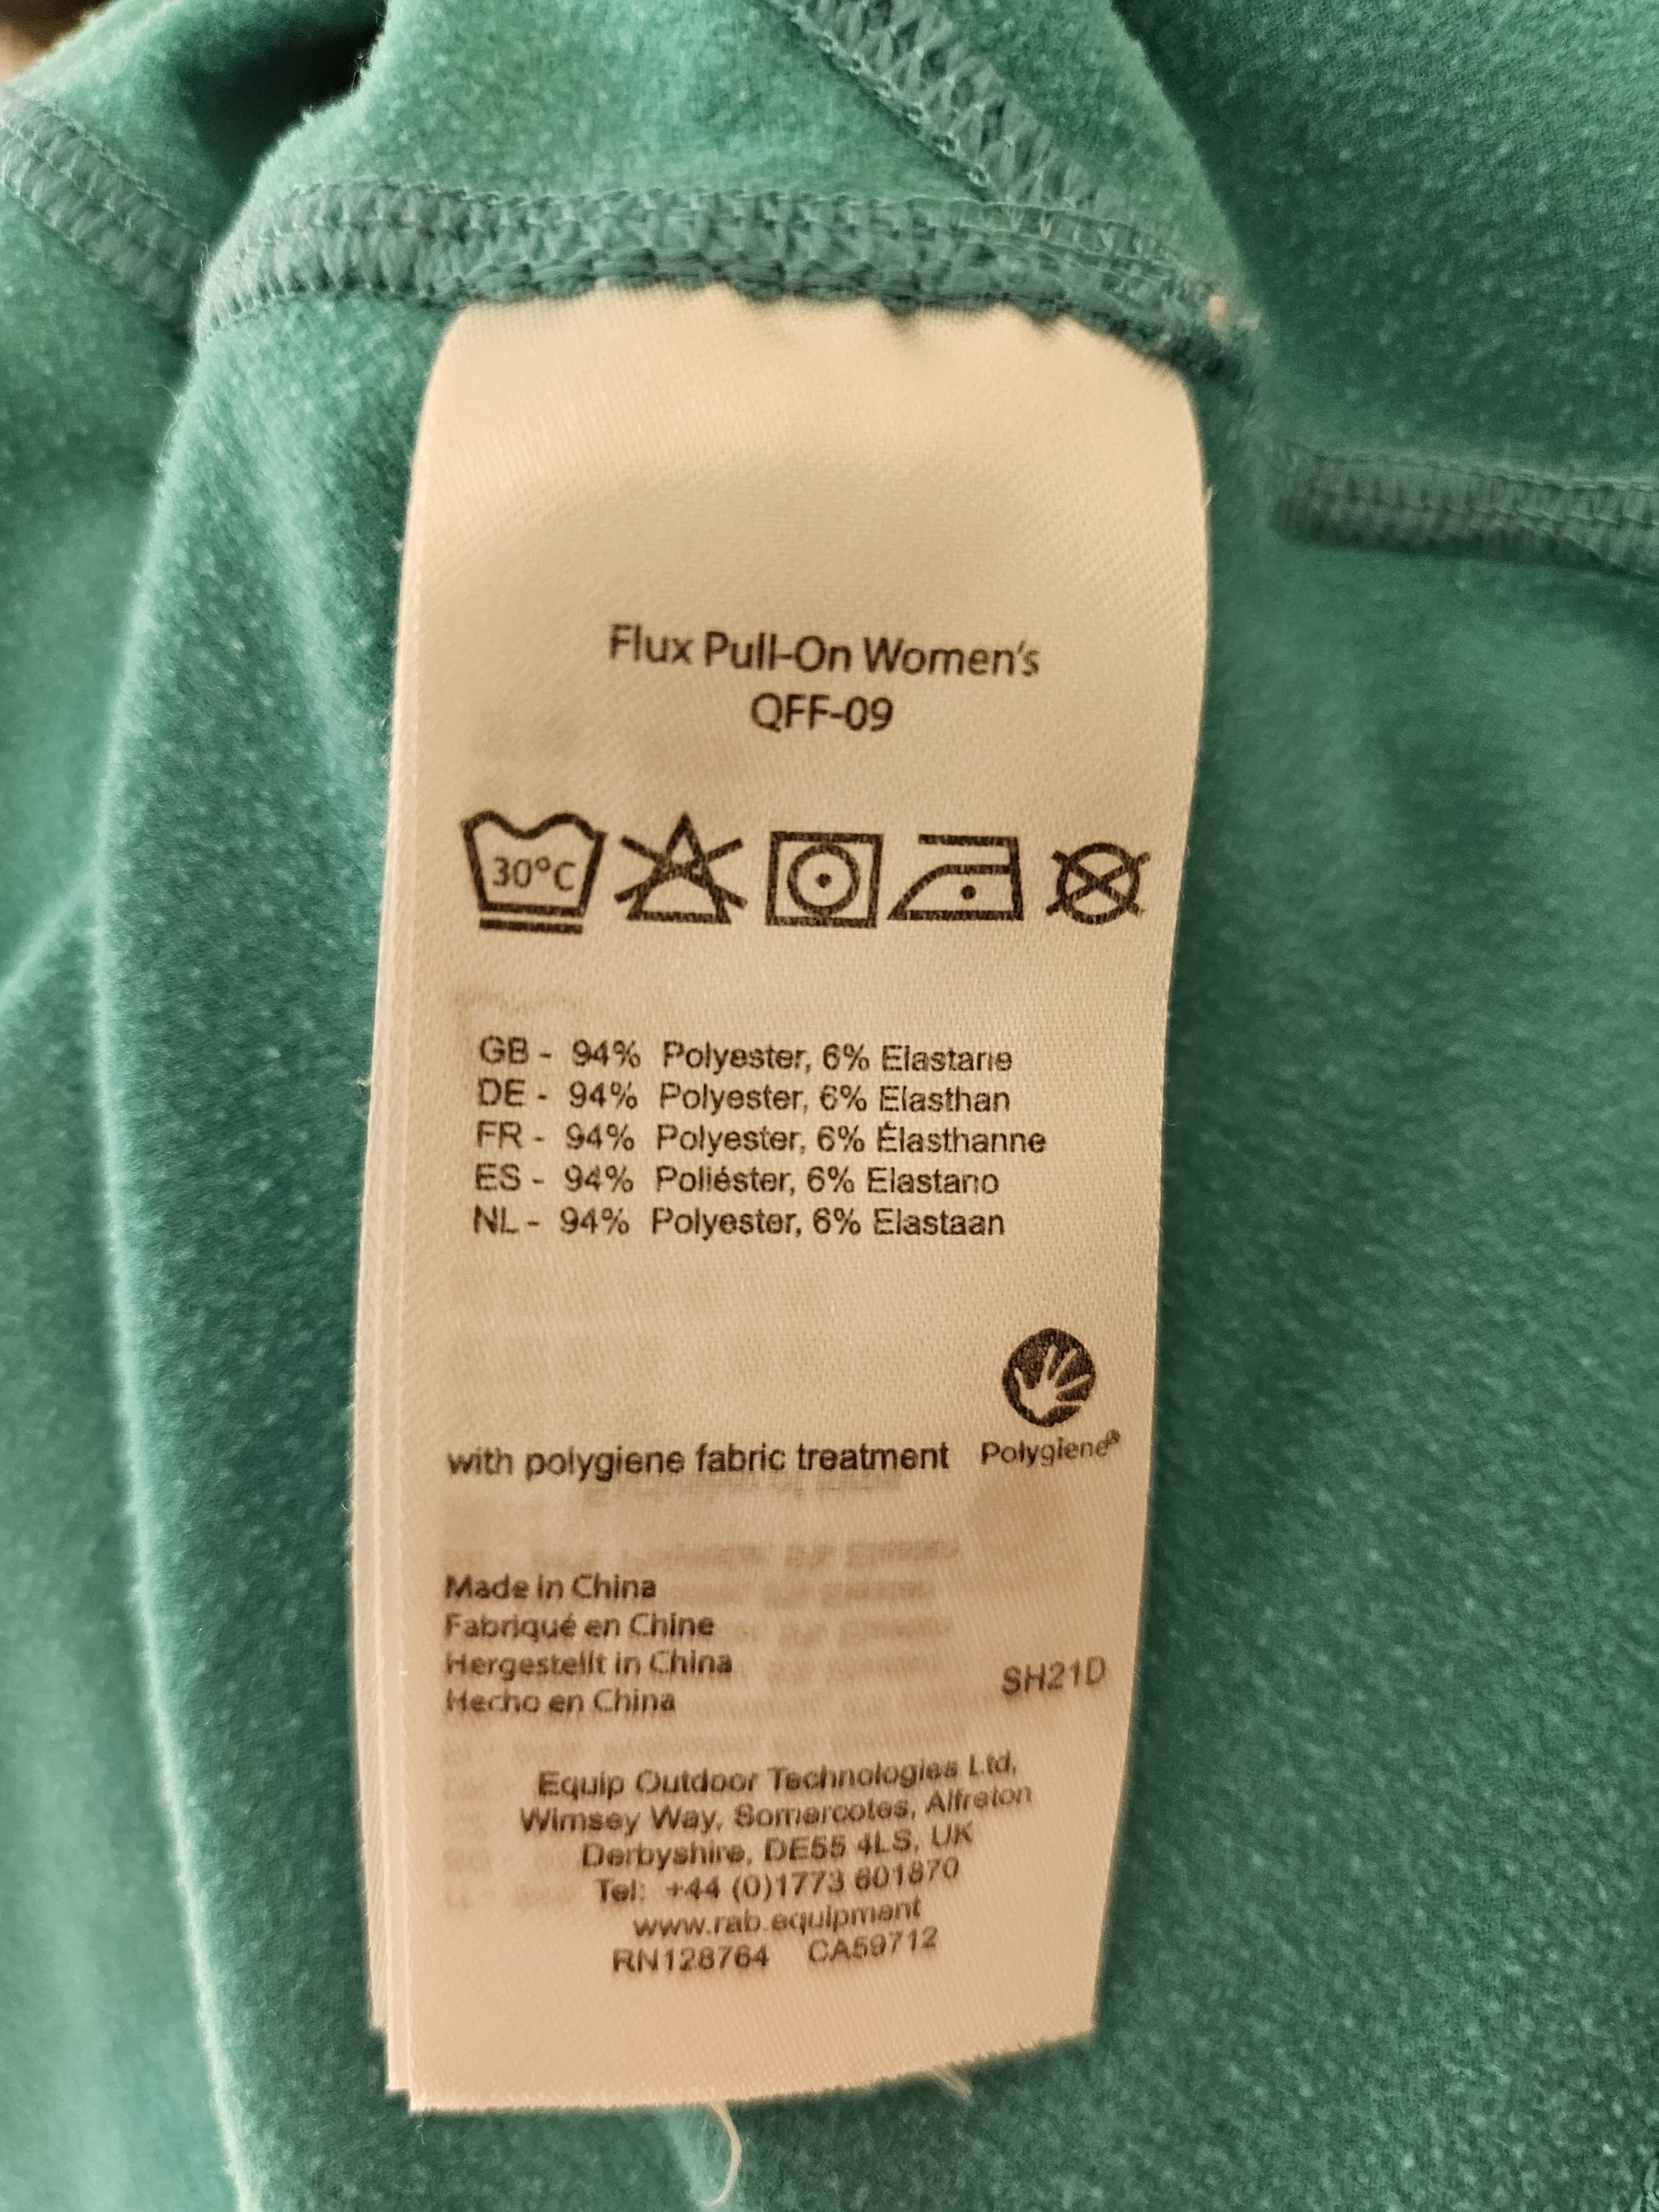 Flux Pull-On Women's
QFF-09
30°C
GB - 94% Polyester, 6% Elastane
DE - 94% Polyester, 6% Elasthan
FR - 94% Polyester, 6% Élasthanne
ES - 94% Poliéster, 6% Elastano
NL - 94% Polyester, 6% Elastaan
with polygiene fabric treatment Polygiene®
Made in China
Fabriqué en Chine
Hergestellt in China
Hecho en China
SH21D
Equip Outdoor Technologies Ltd,
Wimsey Way, Somercotes, Alfreton
Derbyshire, DE55 4LS, UK
Tel: +44 (0)1773 601870
www.rab.equipment
RN128764 CA59712